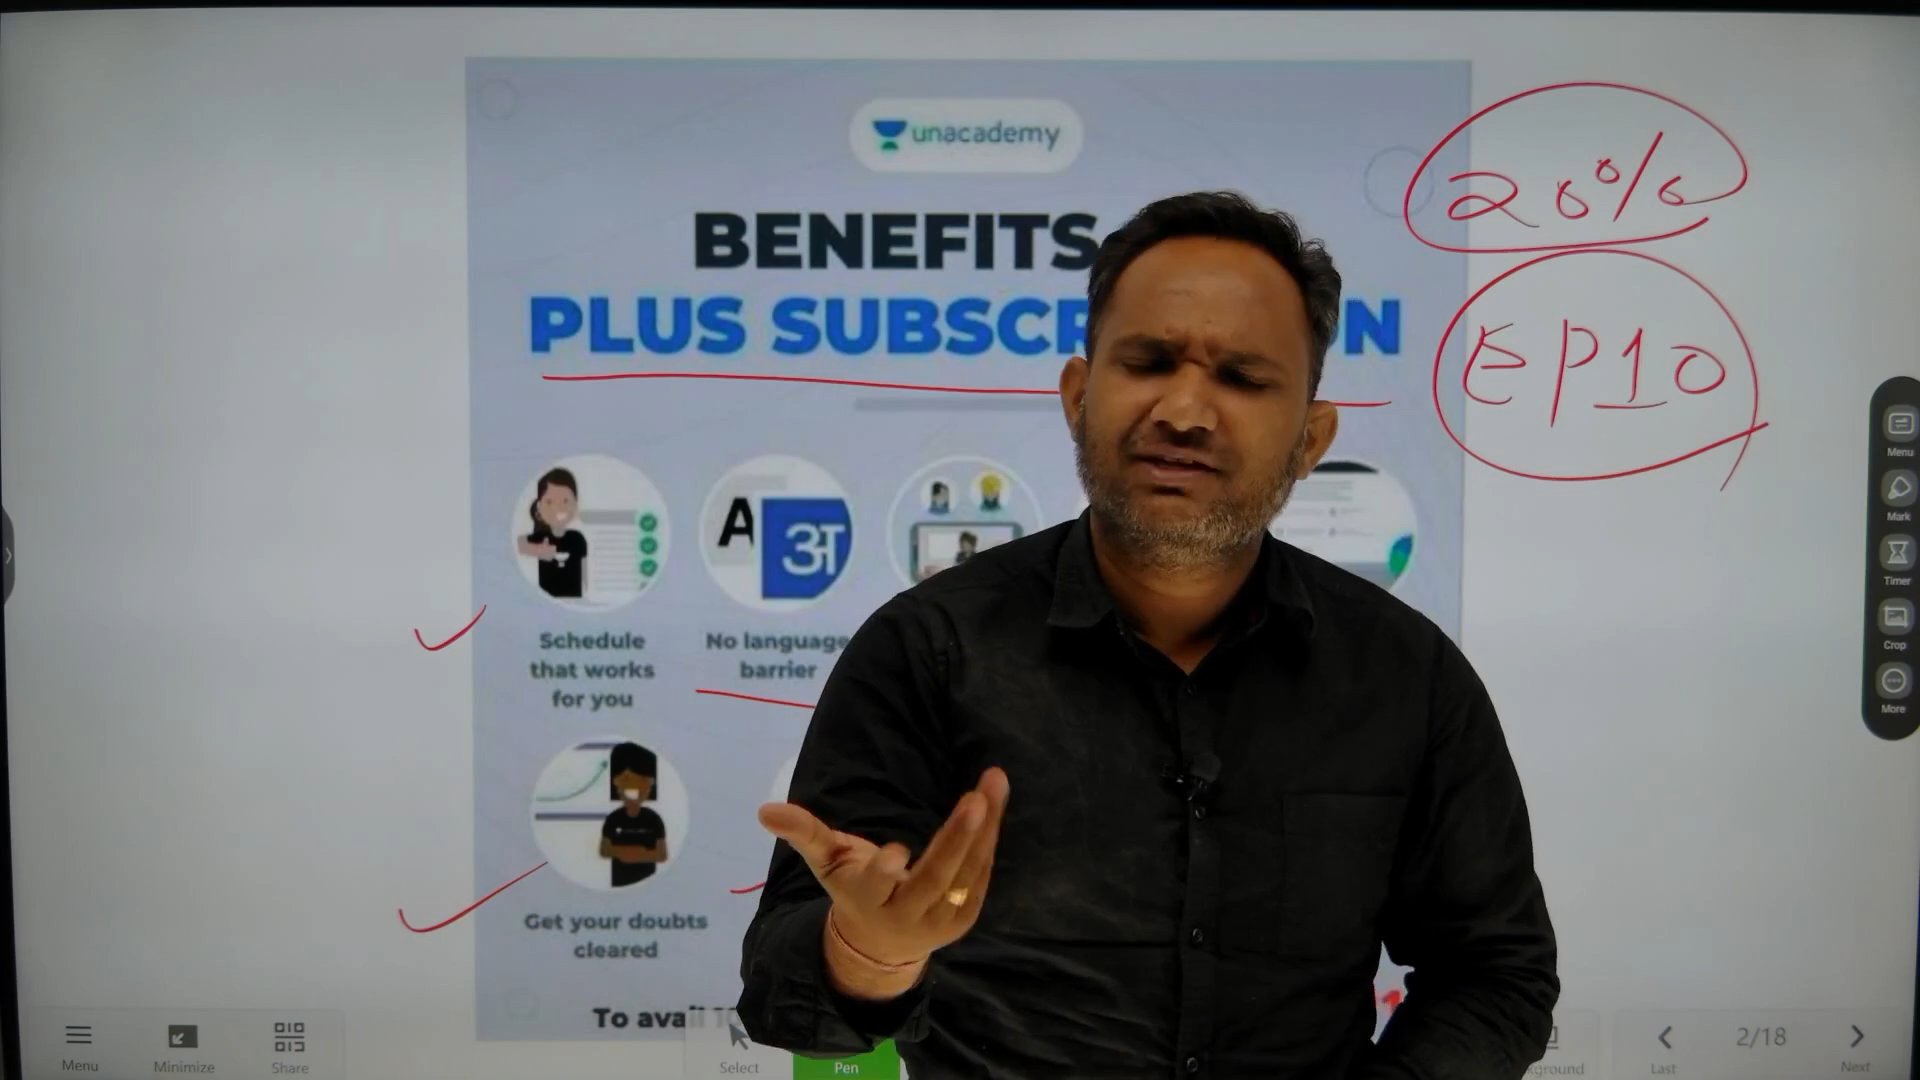 unacademy
20%
BENEFITS
PLUS SUBSCR ON
EP10
A
अ
Schedule
that works
for you
No language
barrier
Get your doubts
cleared
To avail
Menu
Mark
Timer
Crop
More
Menu
Minimize
Share
Select
Pen
kground
Last
2/18
Next